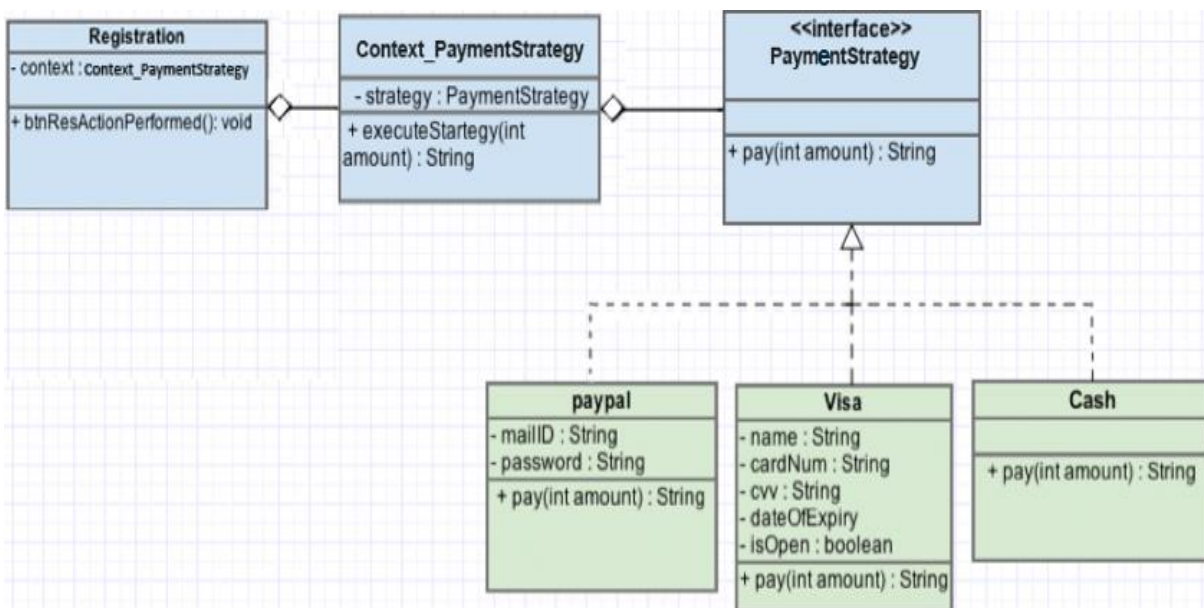 Registration
- context : Context_PaymentStrategy
+ btnResActionPerformed(): void
Context_PaymentStrategy
- strategy : PaymentStrategy
+ executeStartegy(int
amount) : String
<<interface>>
PaymentStrategy
+ pay(int amount) : String
paypal
- mailID : String
- password : String
+ pay(int amount) : String
Visa
- name : String
- cardNum : String
- cvv : String
- dateOfExpiry
- isOpen : boolean
+ pay(int amount) : String
Cash
+ pay(int amount) : String